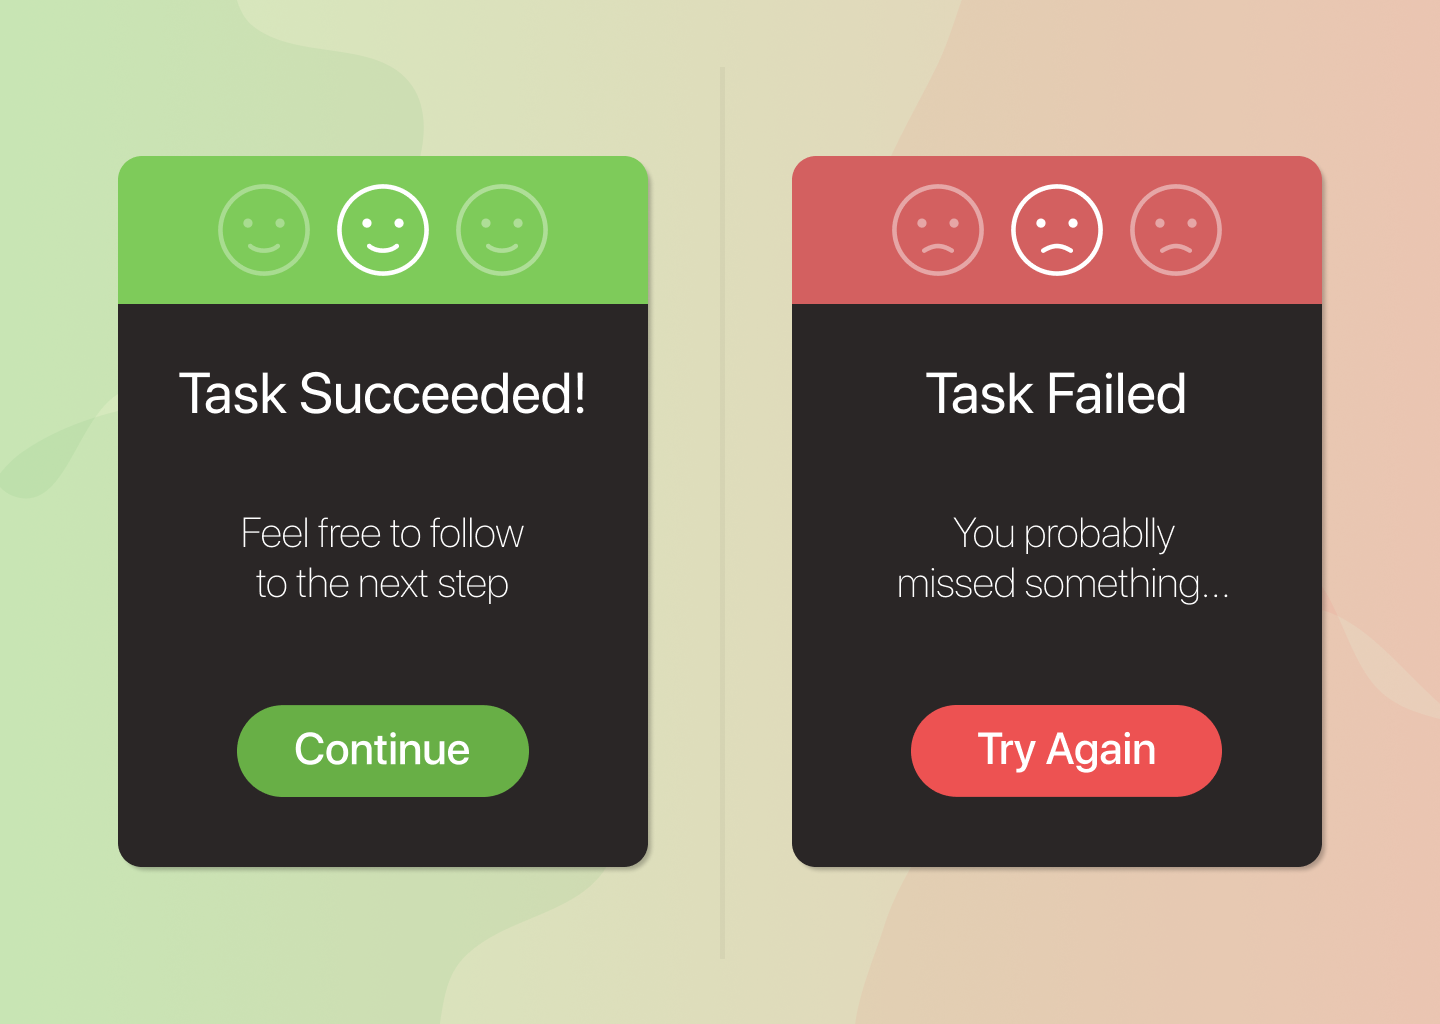 Task Succeeded!
Feel free to follow
to the next step
Continue
Task Failed
You probablly
missed something...
Try Again